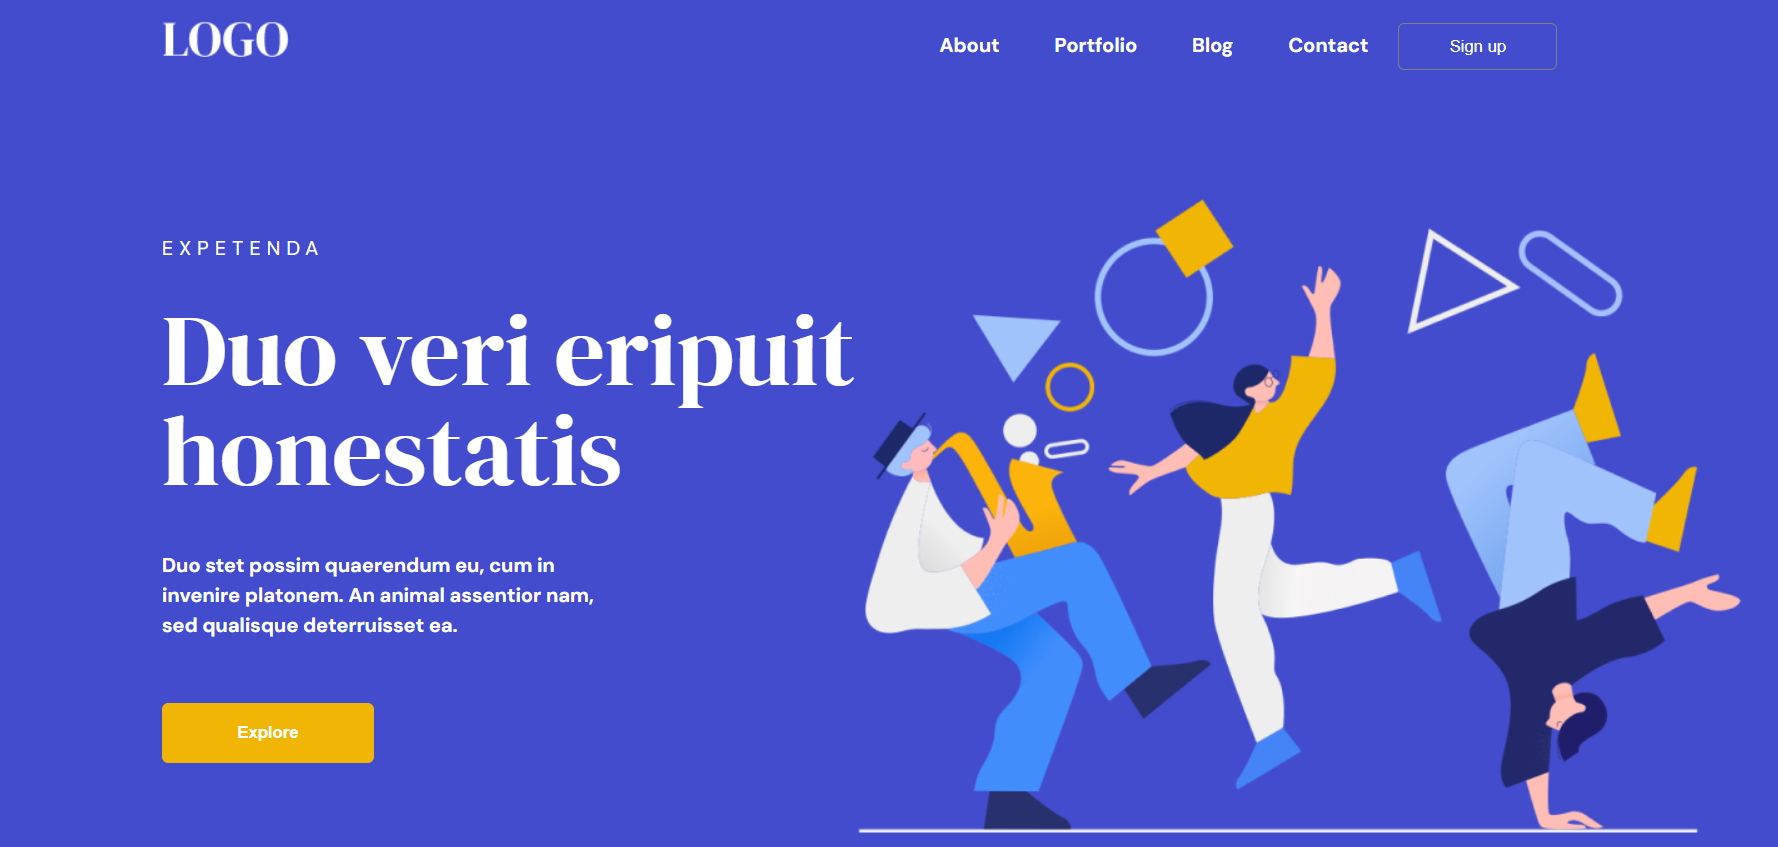 LOGO
About Portfolio Blog Contact Sign up
EXPETENDA
Duo veri eripuit
honestatis
Duo stet possim quaerendum eu, cum in
invenire platonem. An animal assentior nam,
sed qualisque deterruisset ea.
Explore